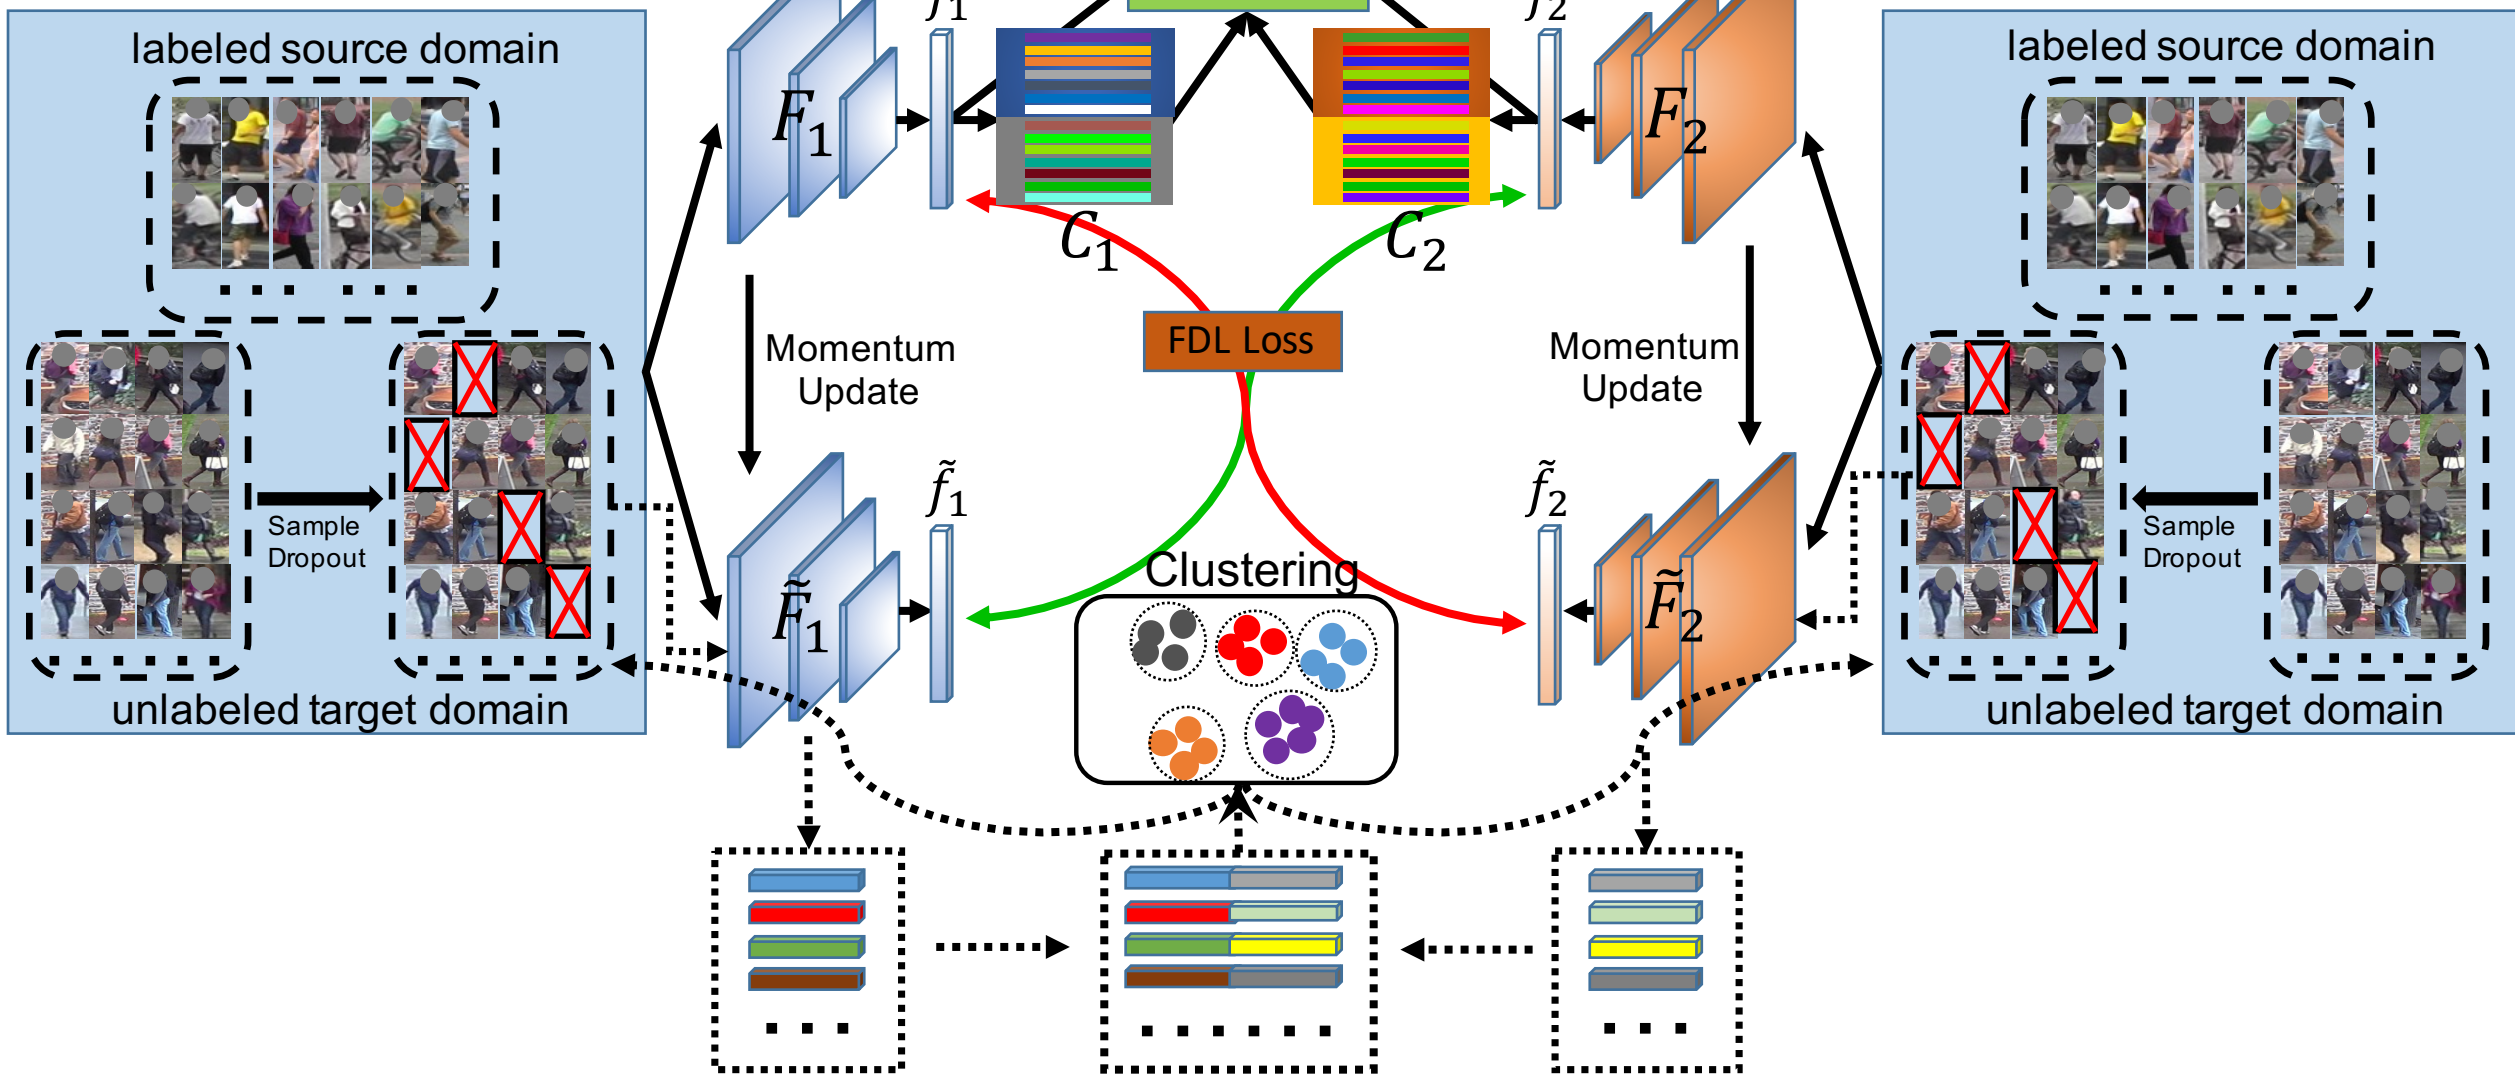 labeled source domain
f₁
f₂
labeled source domain
F₁
F₂
C₁
C₂
FDL Loss
Momentum
Update
Momentum
Update
f̃₁
f̃₂
Sample
Dropout
Sample
Dropout
Clustering
F̃₁
F̃₂
unlabeled target domain
unlabeled target domain